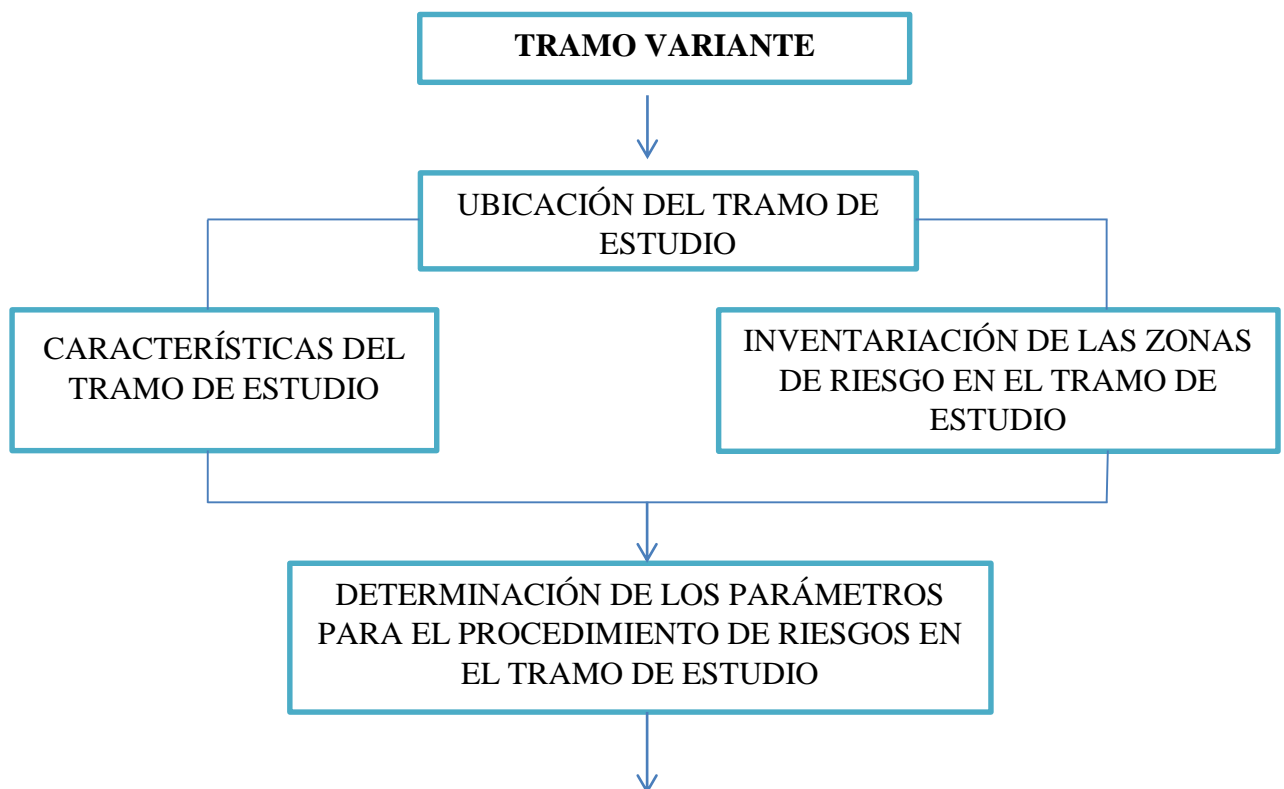 TRAMO VARIANTE
UBICACIÓN DEL TRAMO DE
ESTUDIO
CARACTERÍSTICAS DEL
TRAMO DE ESTUDIO
INVENTARIACIÓN DE LAS ZONAS
DE RIESGO EN EL TRAMO DE
ESTUDIO
DETERMINACIÓN DE LOS PARÁMETROS
PARA EL PROCEDIMIENTO DE RIESGOS EN
EL TRAMO DE ESTUDIO